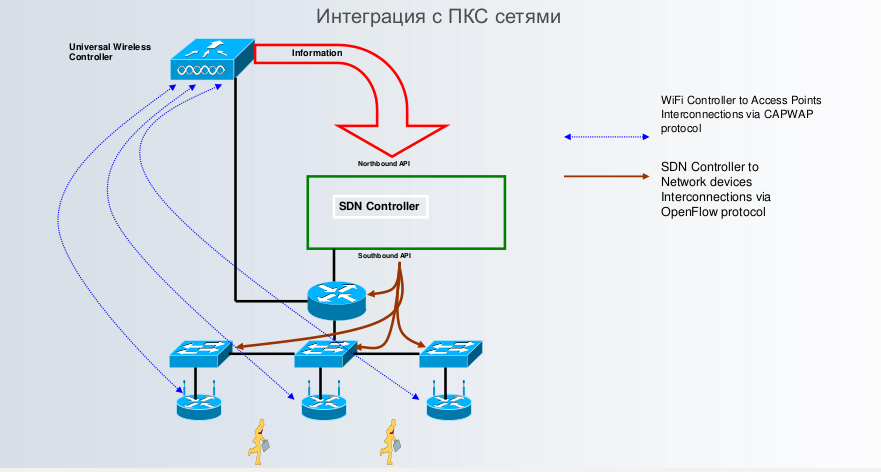 Интеграция с ПКС сетями
Universal Wireless
Controller
Information
Northbound API
SDN Controller
Southbound API
WiFi Controller to Access Points
Interconnections via CAPWAP
protocol
SDN Controller to
Network devices
Interconnections via
OpenFlow protocol